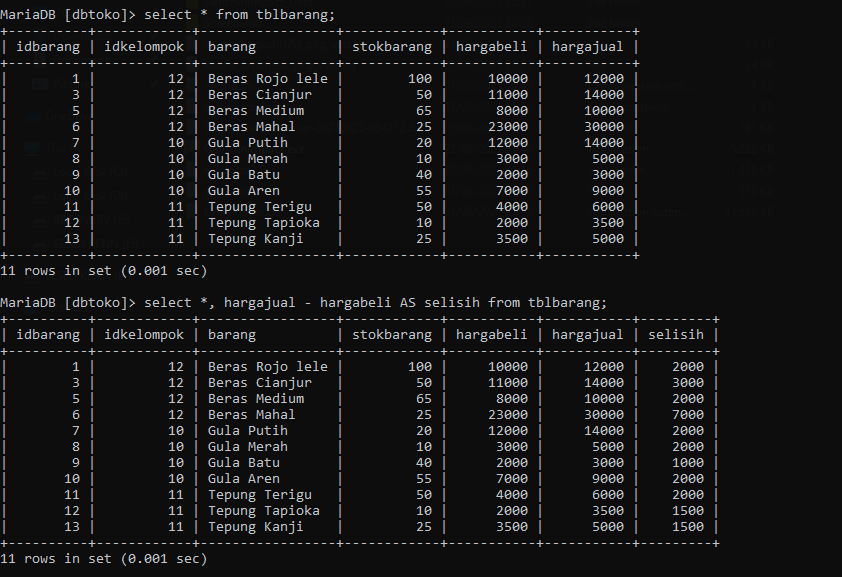 MariaDB [dbtoko]> select * from tblbarang;
+----------+------------+-----------------+------------+-----------+-----------+
| idbarang | idkelompok | barang          | stokbarang | hargabeli | hargajual |
+----------+------------+-----------------+------------+-----------+-----------+
|        1 |         12 | Beras Rojo lele |        100 |     10000 |     12000 |
|        3 |         12 | Beras Cianjur   |         50 |     11000 |     14000 |
|        5 |         12 | Beras Medium    |         65 |      8000 |     10000 |
|        6 |         12 | Beras Mahal     |         25 |     23000 |     30000 |
|        7 |         10 | Gula Putih      |         20 |     12000 |     14000 |
|        8 |         10 | Gula Merah      |         10 |      3000 |      5000 |
|        9 |         10 | Gula Batu       |         40 |      2000 |      3000 |
|       10 |         10 | Gula Aren       |         55 |      7000 |      9000 |
|       11 |         11 | Tepung Terigu   |         50 |      4000 |      6000 |
|       12 |         11 | Tepung Tapioka  |         10 |      2000 |      3500 |
|       13 |         11 | Tepung Kanji    |         25 |      3500 |      5000 |
+----------+------------+-----------------+------------+-----------+-----------+
11 rows in set (0.001 sec)
MariaDB [dbtoko]> select *, hargajual - hargabeli AS selisih from tblbarang;
+----------+------------+-----------------+------------+-----------+-----------+---------+
| idbarang | idkelompok | barang          | stokbarang | hargabeli | hargajual | selisih |
+----------+------------+-----------------+------------+-----------+-----------+---------+
|        1 |         12 | Beras Rojo lele |        100 |     10000 |     12000 |    2000 |
|        3 |         12 | Beras Cianjur   |         50 |     11000 |     14000 |    3000 |
|        5 |         12 | Beras Medium    |         65 |      8000 |     10000 |    2000 |
|        6 |         12 | Beras Mahal     |         25 |     23000 |     30000 |    7000 |
|        7 |         10 | Gula Putih      |         20 |     12000 |     14000 |    2000 |
|        8 |         10 | Gula Merah      |         10 |      3000 |      5000 |    2000 |
|        9 |         10 | Gula Batu       |         40 |      2000 |      3000 |    1000 |
|       10 |         10 | Gula Aren       |         55 |      7000 |      9000 |    2000 |
|       11 |         11 | Tepung Terigu   |         50 |      4000 |      6000 |    2000 |
|       12 |         11 | Tepung Tapioka  |         10 |      2000 |      3500 |    1500 |
|       13 |         11 | Tepung Kanji    |         25 |      3500 |      5000 |    1500 |
+----------+------------+-----------------+------------+-----------+-----------+---------+
11 rows in set (0.001 sec)